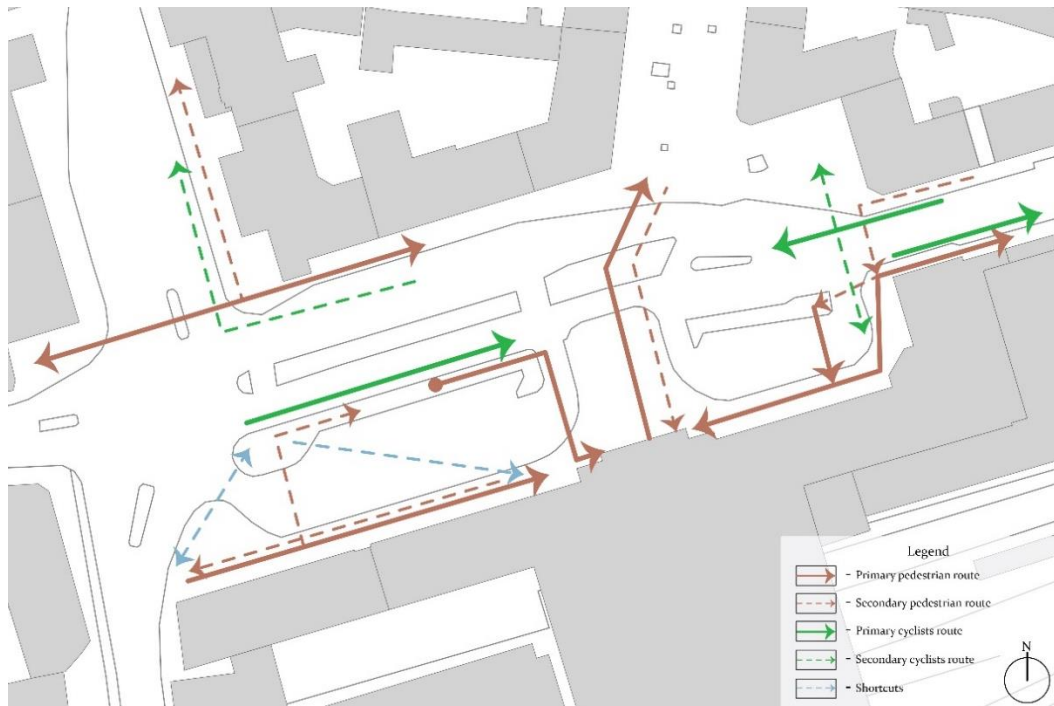 Legend
- Primary pedestrian route
- Secondary pedestrian route
- Primary cyclists route
- Secondary cyclists route
- Shortcuts
N